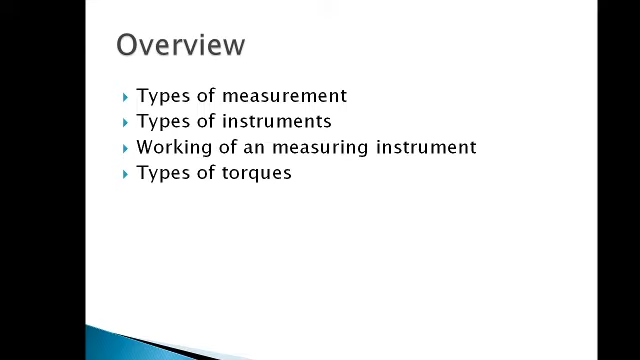 Overview
Types of measurement
Types of instruments
Working of an measuring instrument
Types of torques